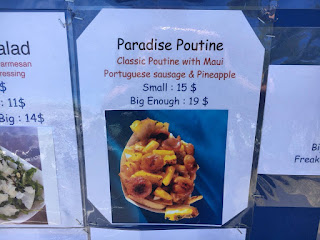 Paradise Poutine
Classic Poutine with Maui
Portuguese sausage & Pineapple
Small : 15 $
Big Enough : 19 $
alad
armesan
ressing
$
: 11$
Big : 14$
Bi
Freak